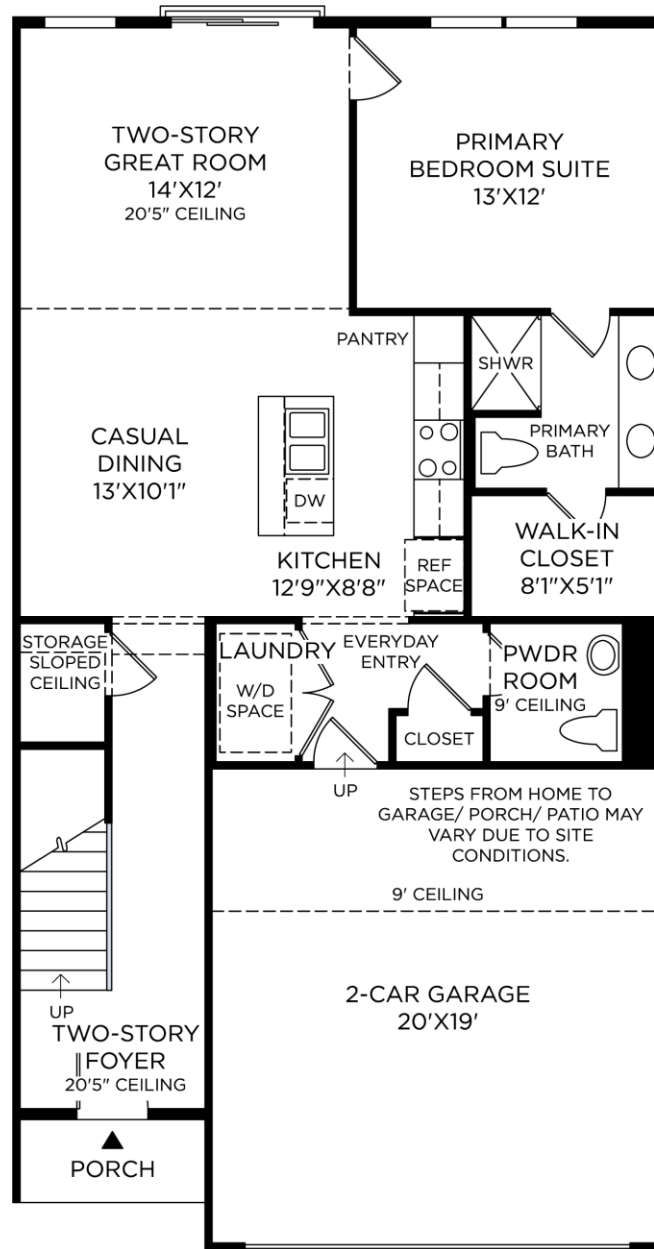 TWO-STORY
GREAT ROOM
14'X12'
20'5" CEILING
PRIMARY
BEDROOM SUITE
13'X12'
PANTRY
SHWR
PRIMARY
BATH
CASUAL
DINING
13'X10'1"
DW
KITCHEN
12'9"X8'8"
REF
SPACE
WALK-IN
CLOSET
8'1"X5'1"
STORAGE
SLOPED
CEILING
LAUNDRY
W/D
SPACE
EVERYDAY
ENTRY
PWDR
ROOM
9' CEILING
CLOSET
UP
STEPS FROM HOME TO
GARAGE/ PORCH/ PATIO MAY
VARY DUE TO SITE
CONDITIONS.
9' CEILING
2-CAR GARAGE
20'X19'
UP
TWO-STORY
FOYER
20'5" CEILING
PORCH